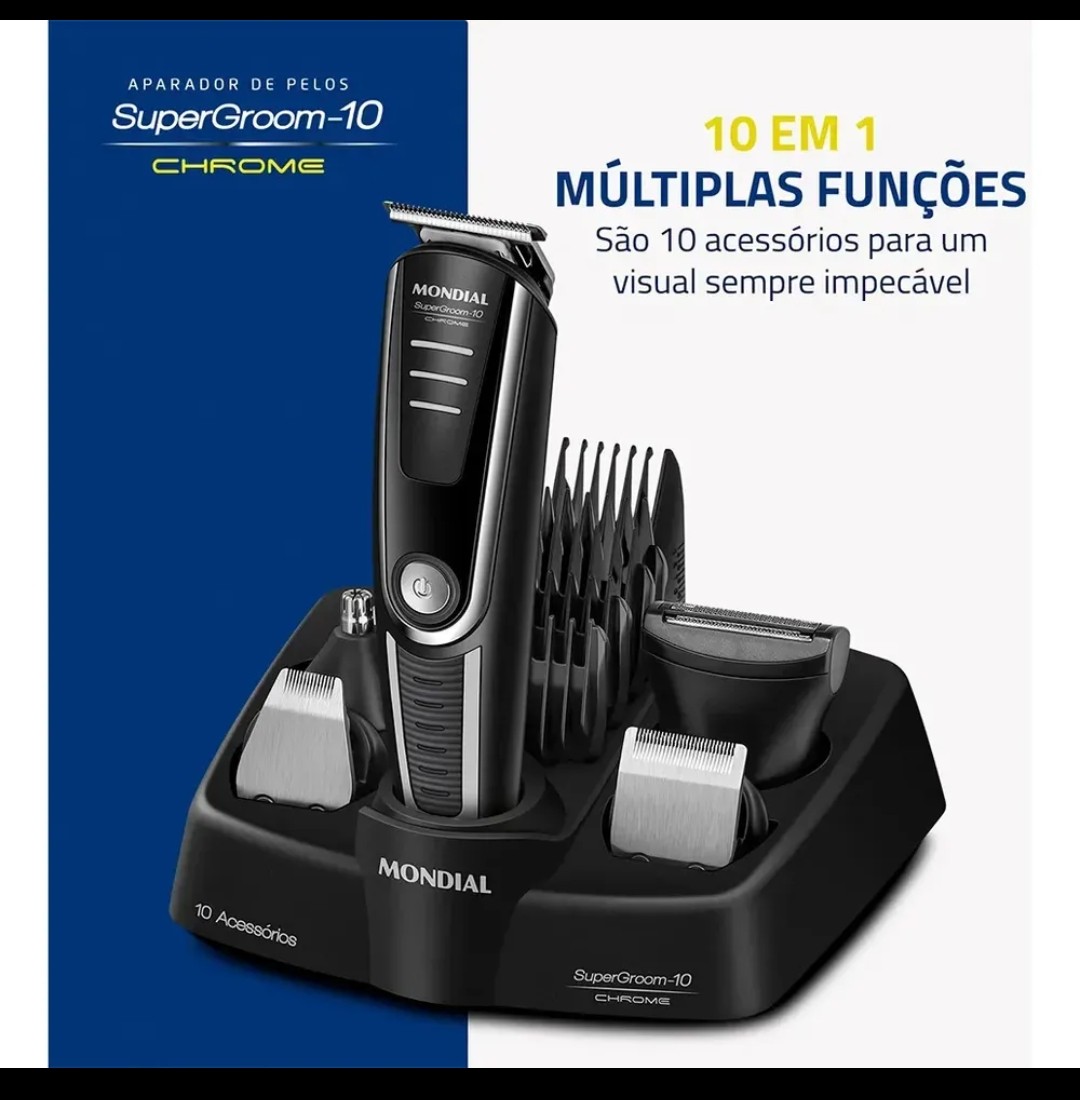 APARADOR DE PELOS
SuperGroom-10
CHROME
10 EM 1
MÚLTIPLAS FUNÇÕES
São 10 acessórios para um
visual sempre impecável
MONDIAL
SuperGroom-10
CHROME
MONDIAL
10 Acessórios
SuperGroom-10
CHROME